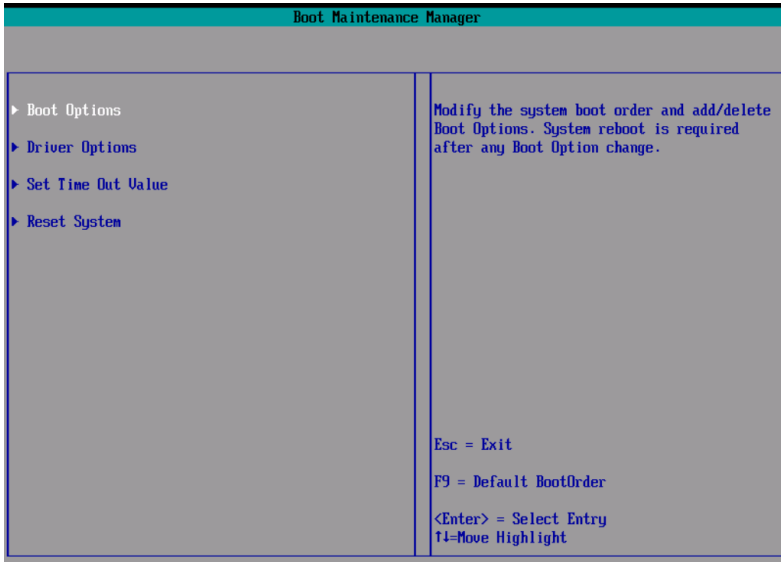 Boot Maintenance Manager
Boot Options
Driver Options
Set Time Out Value
Reset System
Modify the system boot order and add/delete
Boot Options. System reboot is required
after any Boot Option change.
Esc = Exit
F9 = Default BootOrder
<Enter> = Select Entry
↑↓=Move Highlight